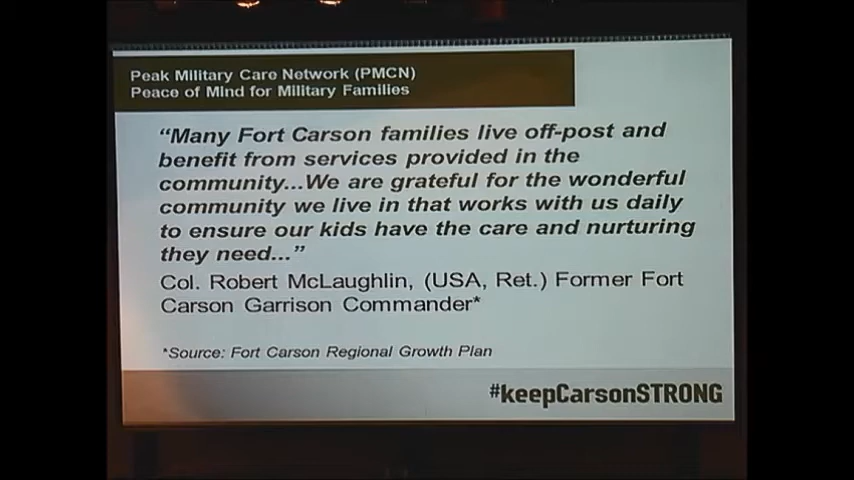 Peak Military Care Network (PMCN)
Peace of Mind for Military Families
“Many Fort Carson families live off-post and
benefit from services provided in the
community...We are grateful for the wonderful
community we live in that works with us daily
to ensure our kids have the care and nurturing
they need...”
Col. Robert McLaughlin, (USA, Ret.) Former Fort
Carson Garrison Commander*
*Source: Fort Carson Regional Growth Plan
#keepCarsonSTRONG